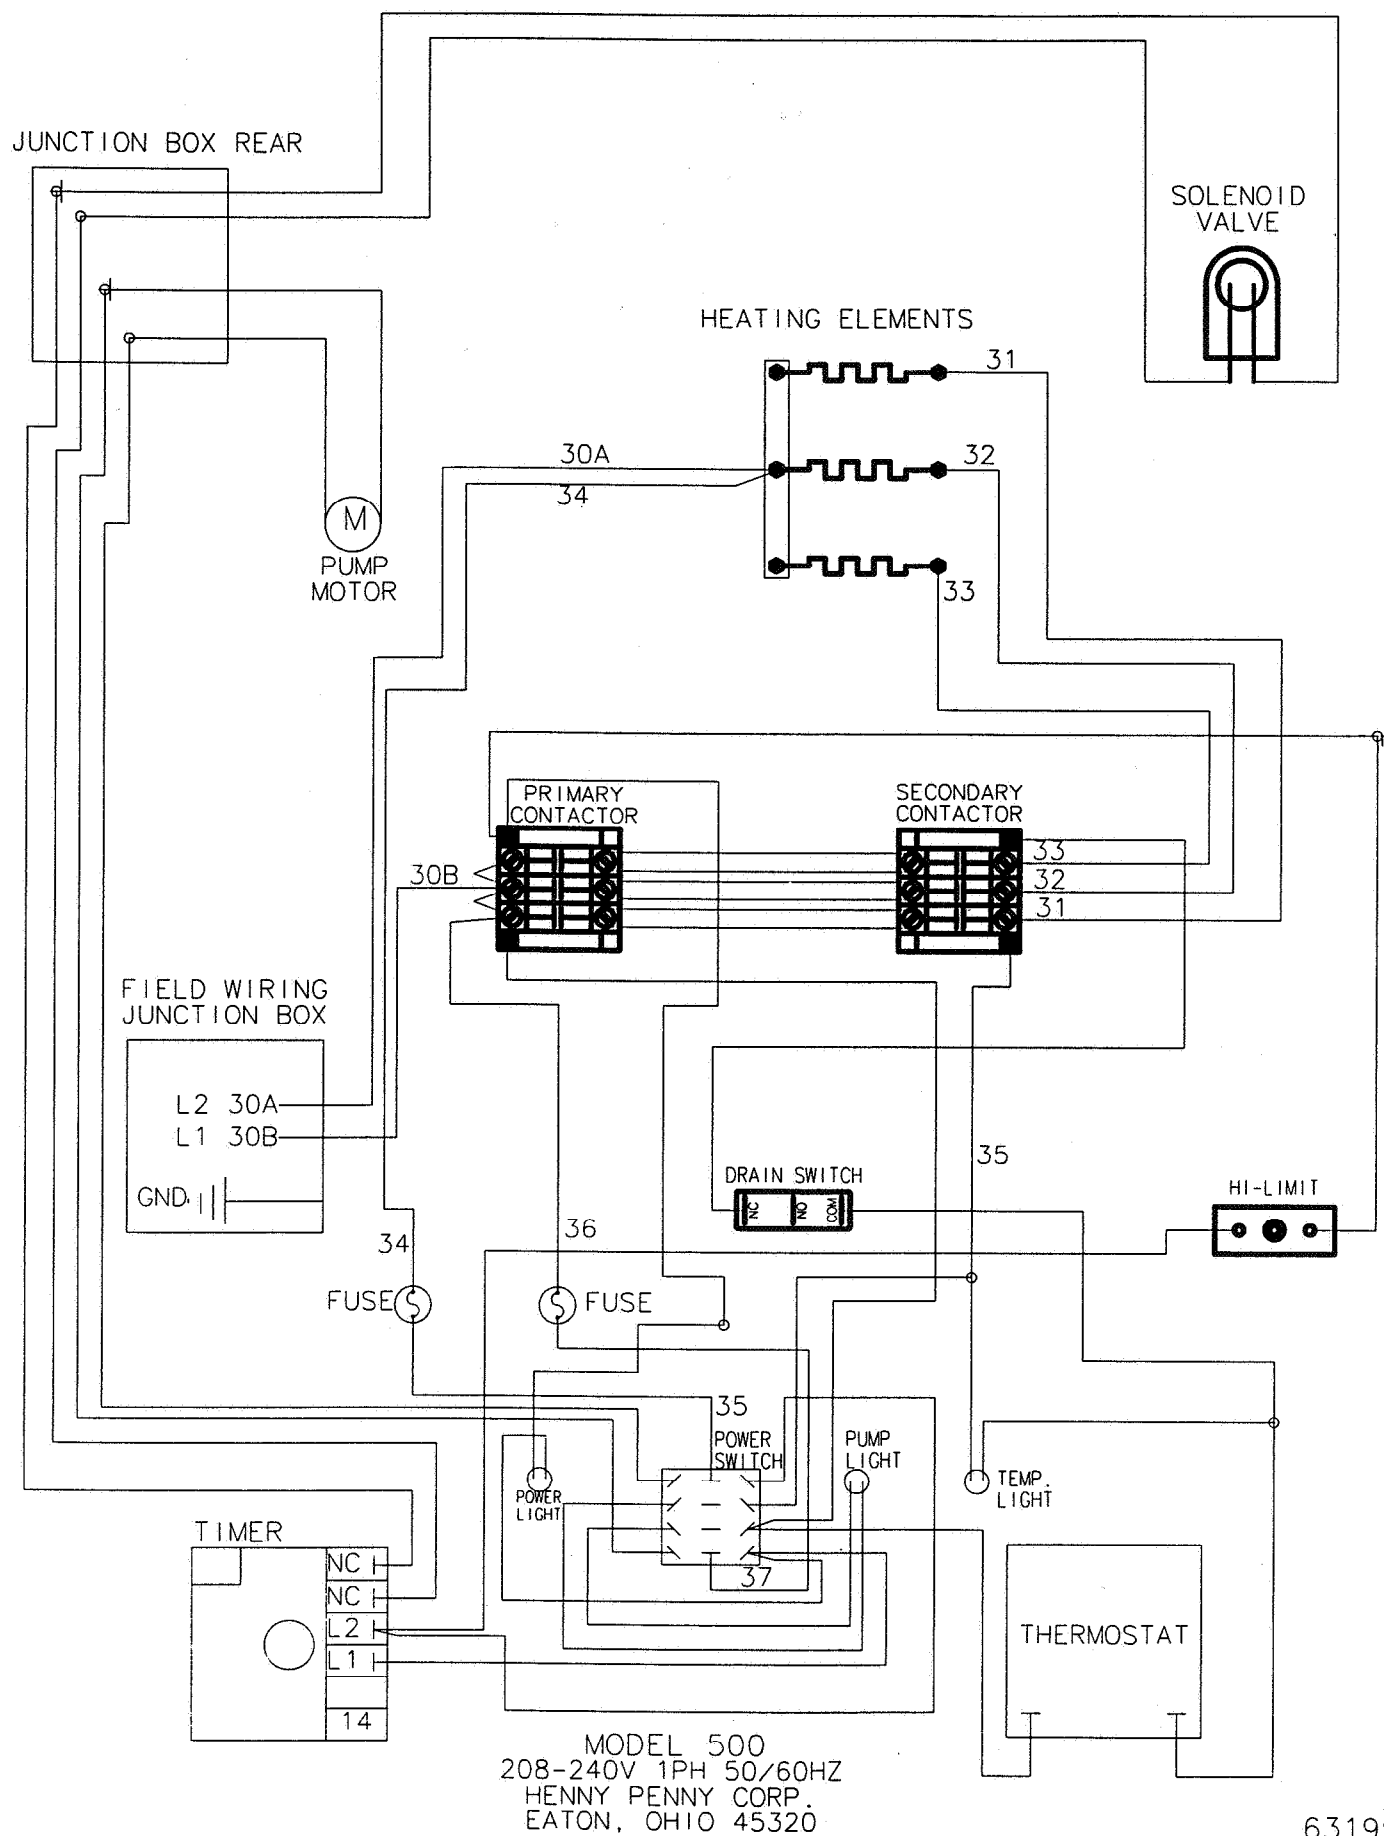 JUNCTION BOX REAR
SOLENOID
VALVE
HEATING ELEMENTS
31
30A
32
34
M
PUMP
MOTOR
33
PRIMARY
CONTACTOR
SECONDARY
CONTACTOR
33
30B
32
31
FIELD WIRING
JUNCTION BOX
L2 30A
L1 30B
GND
35
DRAIN SWITCH
NC
NO
COM
HI-LIMIT
34
36
FUSE
FUSE
35
POWER
SWITCH
PUMP
LIGHT
POWER
LIGHT
TEMP.
LIGHT
TIMER
NC
37
NC
L2
L1
THERMOSTAT
14
MODEL 500
208-240V 1PH 50/60HZ
HENNY PENNY CORP.
EATON, OHIO 45320